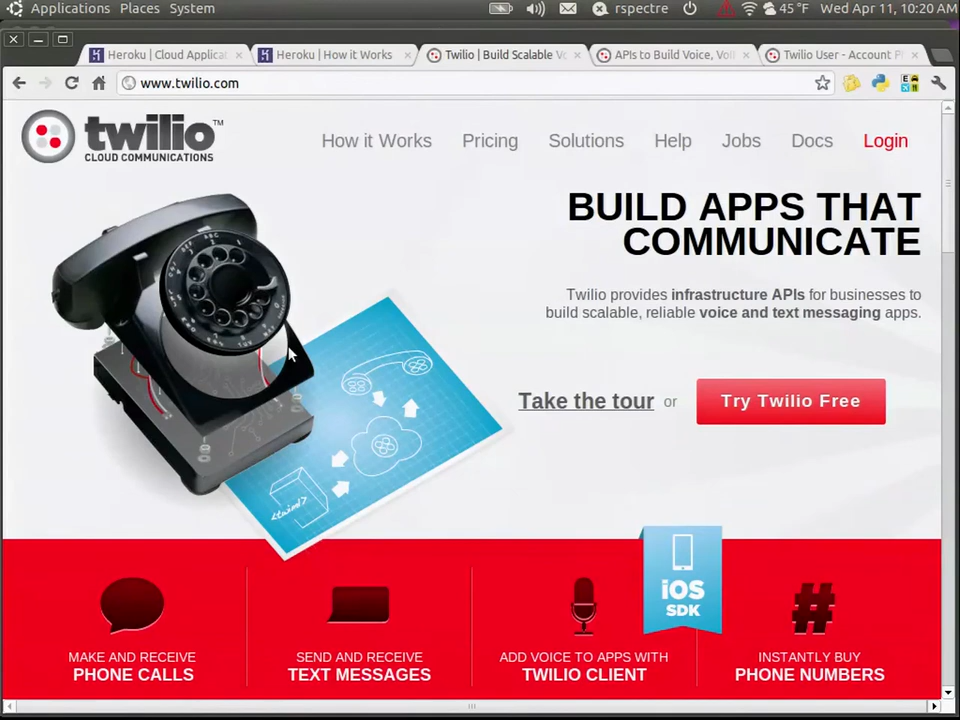 Applications Places System
rspectre
45 °F
Wed Apr 11, 10:20 AM
Heroku | Cloud Applicat
Heroku | How it Works
Twilio | Build Scalable Vo
APIs to Build Voice, VoIP
Twilio User - Account P
www.twilio.com
twilio™
CLOUD COMMUNICATIONS
How it Works
Pricing
Solutions
Help
Jobs
Docs
Login
BUILD APPS THAT
COMMUNICATE
Twilio provides infrastructure APIs for businesses to
build scalable, reliable voice and text messaging apps.
Take the tour or
Try Twilio Free
<twiml>
iOS
SDK
MAKE AND RECEIVE
PHONE CALLS
SEND AND RECEIVE
TEXT MESSAGES
ADD VOICE TO APPS WITH
TWILIO CLIENT
INSTANTLY BUY
PHONE NUMBERS